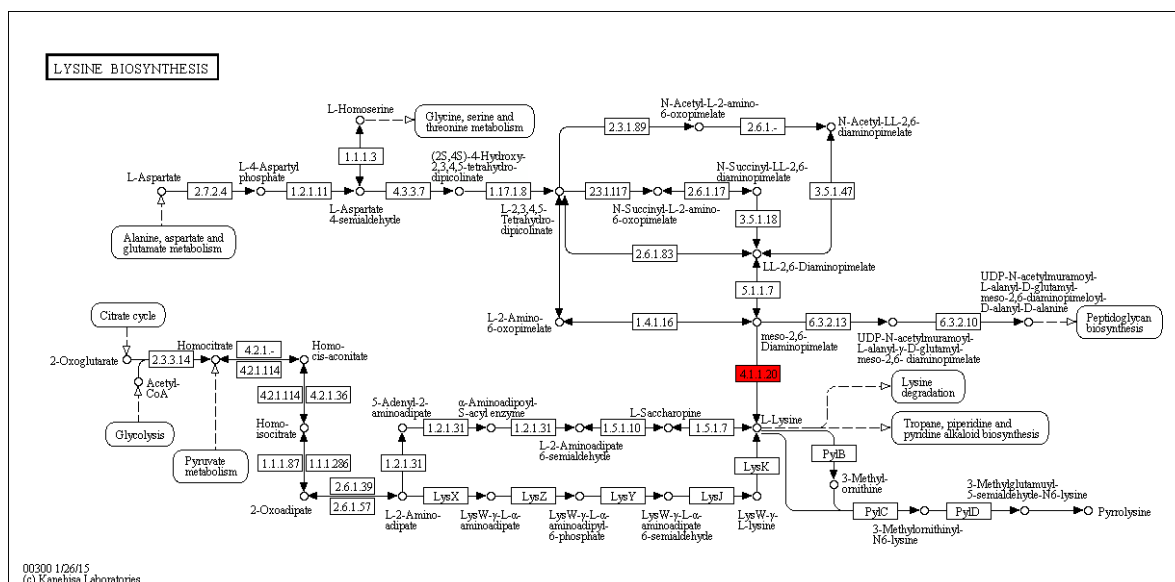 LYSINE BIOSYNTHESIS
L-Homoserine
Glycine, serine and
threonine metabolism
N-Acetyl-L-2-amino-
6-oxopimelate
2.3.1.89
2.6.1.-
N-Acetyl-LL-2,6-
diaminopimelate
1.1.1.3
(2S,4S)-4-Hydroxy-
2,3,4,5-tetrahydro-
dipicolinate
L-4-Aspartyl
phosphate
L-Aspartate
2.7.2.4
1.2.1.11
4.3.3.7
1.17.1.8
2.3.1.117
2.6.1.17
N-Succinyl-LL-2,6-
diaminopimelate
3.5.1.47
L-Aspartate
4-semialdehyde
L-2,3,4,5-
Tetrahydro-
dipicolinate
N-Succinyl-L-2-amino-
6-oxopimelate
3.5.1.18
Alanine, aspartate and
glutamate metabolism
2.6.1.83
LL-2,6-Diaminopimelate
5.1.1.7
UDP-N-acetylmuramoyl-
L-alanyl-D-glutamyl-
meso-2,6-diaminopimeloyl-
D-alanyl-D-alanine
Citrate cycle
L-2-Amino-
6-oxopimelate
1.4.1.16
meso-2,6-
Diaminopimelate
6.3.2.13
6.3.2.10
Peptidoglycan
biosynthesis
UDP-N-acetylmuramoyl-
L-alanyl-γ-D-glutamyl-
meso-2,6- diaminopimelate
2-Oxoglutarate
2.3.3.14
Homocitrate
4.2.1.-
4.2.1.114
Homo-
cis-aconitate
Acetyl-
CoA
4.2.1.114
4.2.1.36
4.1.1.20
Lysine
degradation
Glycolysis
Homo-
isocitrate
5-Adenyl-2-
aminoadipate
α-Aminoadipoyl-
S-acyl enzyme
L-Saccharopine
L-Lysine
1.2.1.31
1.2.1.31
1.5.1.10
1.5.1.7
Tropane, piperidine and
pyridine alkaloid biosynthesis
Pyruvate
metabolism
L-2-Aminoadipate
6-semialdehyde
PylB
1.1.1.87
1.1.1.286
1.2.1.31
LysK
3-Methyl-
ornithine
2.6.1.39
2.6.1.57
LysX
LysZ
LysY
LysJ
3-Methylglutamuyl-
5-semialdehyde-N6-lysine
2-Oxoadipate
L-2-Amino-
adipate
LysW-γ-L-α-
aminoadipate
LysW-γ-L-α-
aminoadipyl-
6-phosphate
LysW-γ-L-α-
aminoadipate
6-semialdehyde
LysW-γ-
L-lysine
PylC
PylD
Pyrrolysine
3-Methylornithinyl-
N6-lysine
00300 1/26/15
(c) Kanehisa Laboratories